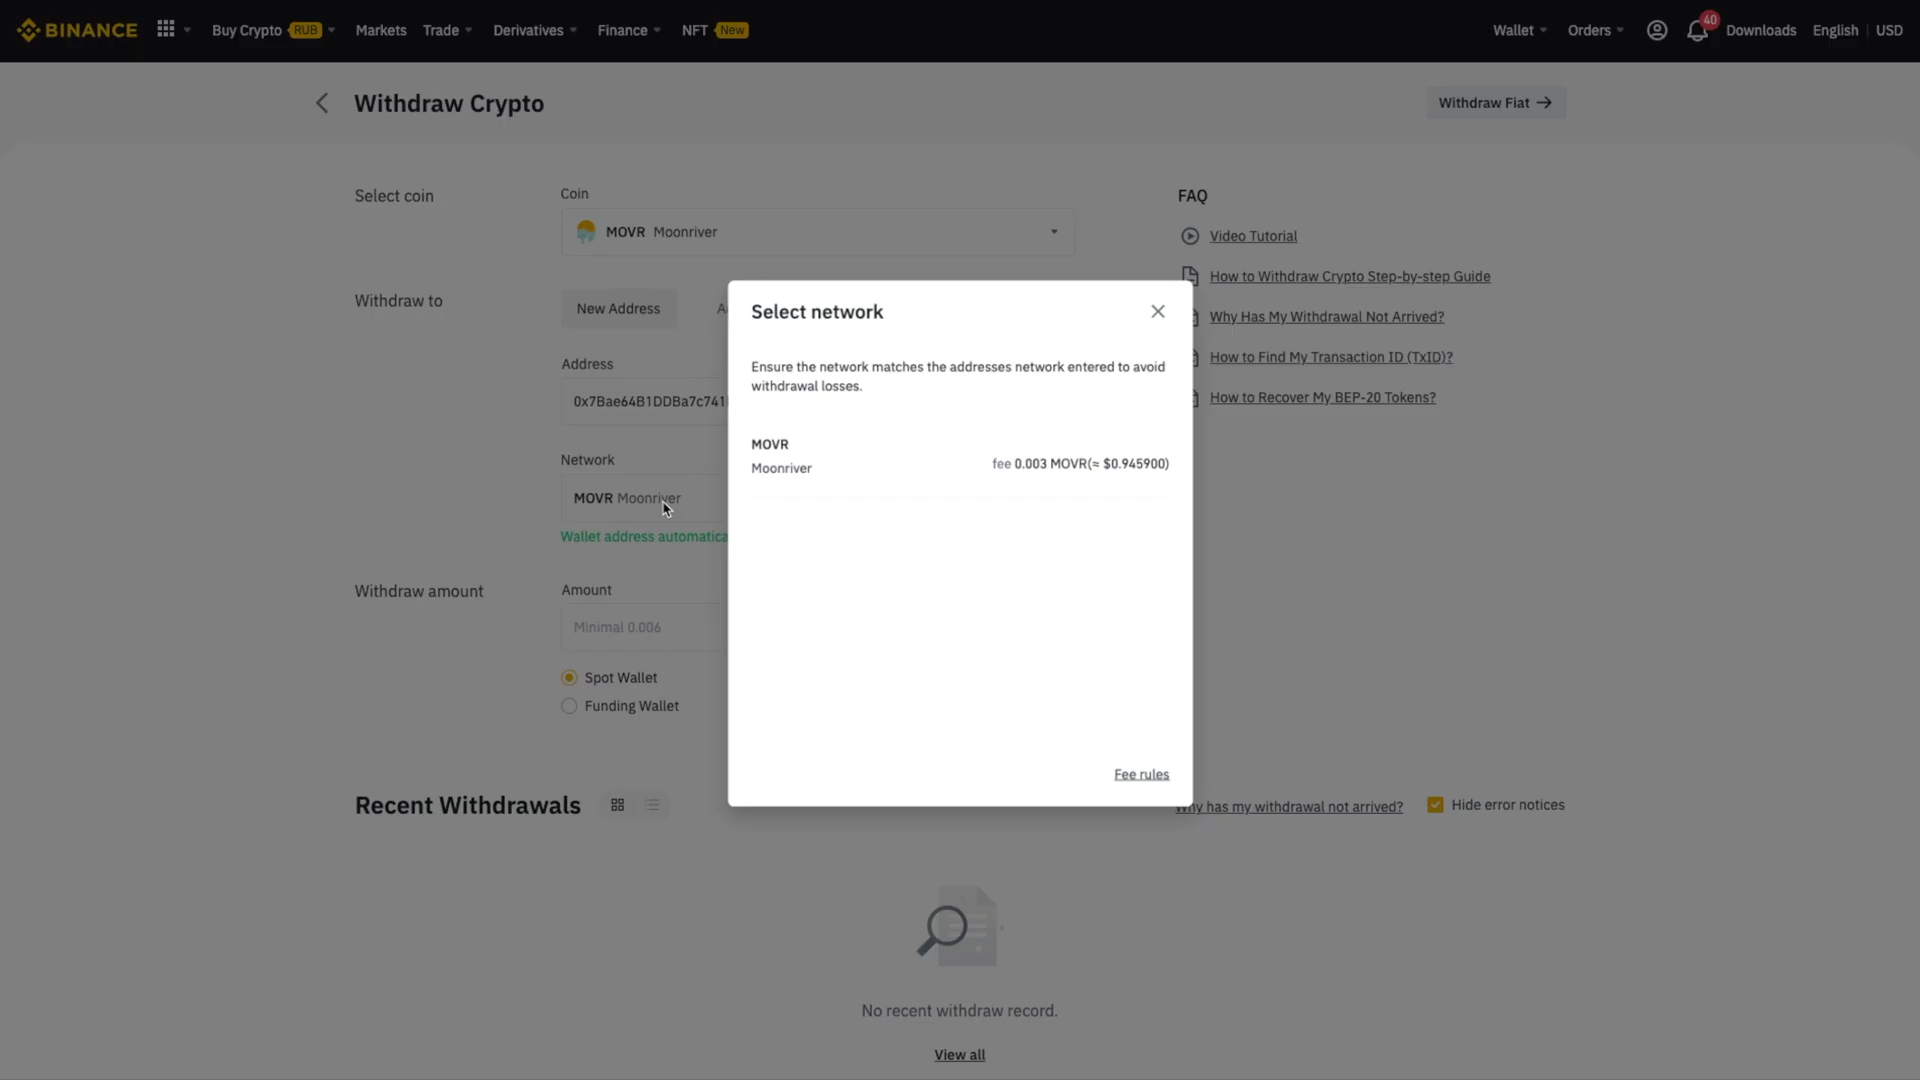 BINANCE
Buy Crypto RUB
Markets
Trade
Derivatives
Finance
NFT New
Wallet
Orders
40
Downloads
English
USD
Withdraw Crypto
Withdraw Fiat →
Select coin
Coin
MOVR Moonriver
Withdraw to
New Address
Address
0x7Bae64B1DDBa7c741
Network
MOVR Moonriver
Wallet address automatica
Withdraw amount
Amount
Minimal 0.006
Spot Wallet
Funding Wallet
Select network
Ensure the network matches the addresses network entered to avoid
withdrawal losses.
MOVR
Moonriver
fee 0.003 MOVR(≈ $0.945900)
Fee rules
FAQ
Video Tutorial
How to Withdraw Crypto Step-by-step Guide
Why Has My Withdrawal Not Arrived?
How to Find My Transaction ID (TxID)?
How to Recover My BEP-20 Tokens?
Recent Withdrawals
Why has my withdrawal not arrived?
Hide error notices
No recent withdraw record.
View all